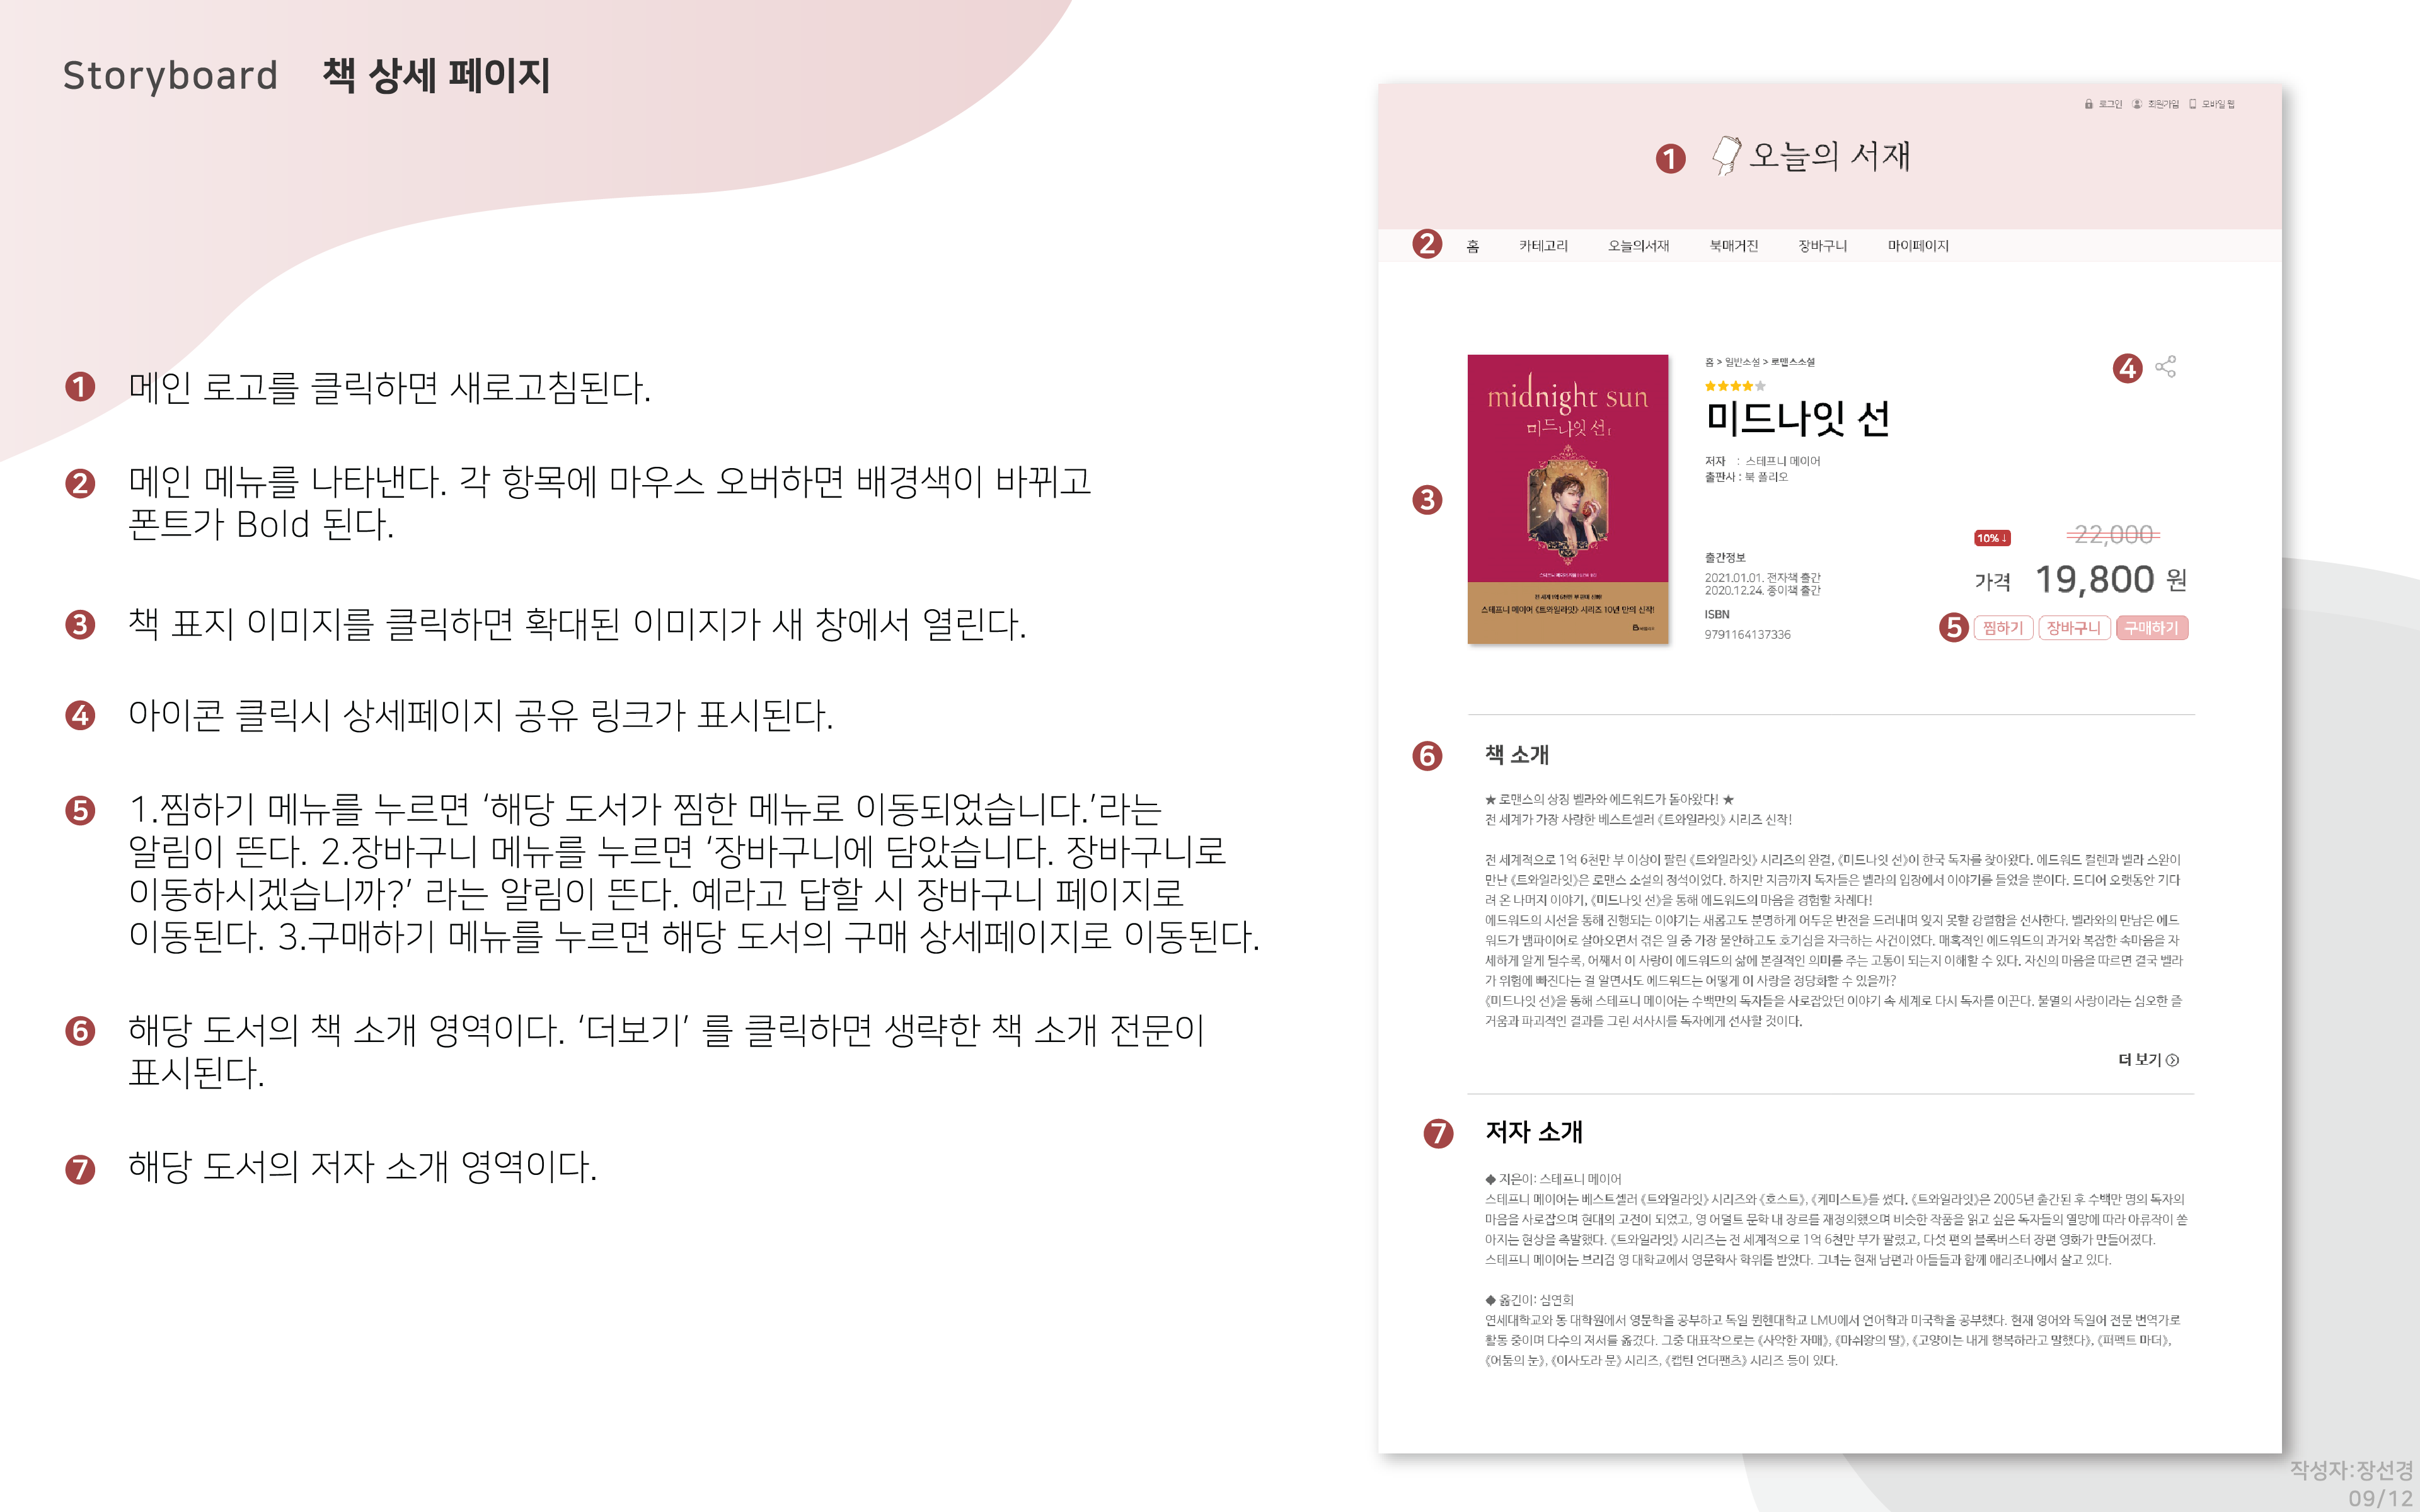 Storyboard 책 상세 페이지
1 메인 로고를 클릭하면 새로고침된다.
2 메인 메뉴를 나타낸다. 각 항목에 마우스 오버하면 배경색이 바뀌고
폰트가 Bold 된다.
3 책 표지 이미지를 클릭하면 확대된 이미지가 새 창에서 열린다.
4 아이콘 클릭시 상세페이지 공유 링크가 표시된다.
5 1.찜하기 메뉴를 누르면 ‘해당 도서가 찜한 메뉴로 이동되었습니다.’라는
알림이 뜬다. 2.장바구니 메뉴를 누르면 ‘장바구니에 담았습니다. 장바구니로
이동하시겠습니까?’ 라는 알림이 뜬다. 예라고 답할 시 장바구니 페이지로
이동된다. 3.구매하기 메뉴를 누르면 해당 도서의 구매 상세페이지로 이동된다.
6 해당 도서의 책 소개 영역이다. ‘더보기’ 를 클릭하면 생략한 책 소개 전문이
표시된다.
7 해당 도서의 저자 소개 영역이다.
로그인 회원가입 모바일 웹
1 오늘의 서재
2 홈 카테고리 오늘의서재 북매거진 장바구니 마이페이지
3
midnight sun
미드나잇 선 1
스테프니 메이어 《트와일라잇》 시리즈 10년 만의 신작!
홈 > 일반소설 > 로맨스소설
4
미드나잇 선
저자 : 스테프니 메이어
출판사 : 북 폴리오
출간정보
2021.01.01. 전자책 출간
2020.12.24. 종이책 출간
ISBN
9791164137336
10%↓ 22,000
가격 19,800 원
5 찜하기 장바구니 구매하기
6 책 소개
★ 로맨스의 상징 벨라와 에드워드가 돌아왔다! ★
전 세계가 가장 사랑한 베스트셀러 《트와일라잇》 시리즈 신작!
전 세계적으로 1억 6천만 부 이상이 팔린 《트와일라잇》 시리즈의 완결, 《미드나잇 선》이 한국 독자를 찾아왔다. 에드워드 컬렌과 벨라 스완이
만난 《트와일라잇》은 로맨스 소설의 정석이었다. 하지만 지금까지 독자들은 벨라의 입장에서 이야기를 들었을 뿐이다. 드디어 오랫동안 기다
려 온 나머지 이야기, 《미드나잇 선》을 통해 에드워드의 마음을 경험할 차례다!
에드워드의 시선을 통해 진행되는 이야기는 새롭고도 분명하게 어두운 반전을 드러내며 잊지 못할 강렬함을 선사한다. 벨라와의 만남은 에드
워드가 뱀파이어로 살아오면서 겪은 일 중 가장 불안하고도 호기심을 자극하는 사건이었다. 매혹적인 에드워드의 과거와 복잡한 속마음을 자
세하게 알게 될수록, 어째서 이 사랑이 에드워드의 삶에 본질적인 의미를 주는 고통이 되는지 이해할 수 있다. 자신의 마음을 따르면 결국 벨라
가 위험에 빠진다는 걸 알면서도 에드워드는 어떻게 이 사랑을 정당화할 수 있을까?
《미드나잇 선》을 통해 스테프니 메이어는 수백만의 독자들을 사로잡았던 이야기 속 세계로 다시 독자를 이끈다. 불멸의 사랑이라는 심오한 즐
거움과 파괴적인 결과를 그린 서사시를 독자에게 선사할 것이다.
더 보기
7 저자 소개
◆ 지은이: 스테프니 메이어
스테프니 메이어는 베스트셀러 《트와일라잇》 시리즈와 《호스트》, 《케미스트》를 썼다. 《트와일라잇》은 2005년 출간된 후 수백만 명의 독자의
마음을 사로잡으며 현대의 고전이 되었고, 영 어덜트 문학 내 장르를 재정의했으며 비슷한 작품을 읽고 싶은 독자들의 열망에 따라 아류작이 쏟
아지는 현상을 촉발했다. 《트와일라잇》 시리즈는 전 세계적으로 1억 6천만 부가 팔렸고, 다섯 편의 블록버스터 장편 영화가 만들어졌다.
스테프니 메이어는 브리검 영 대학교에서 영문학사 학위를 받았다. 그녀는 현재 남편과 아들들과 함께 애리조나에서 살고 있다.
◆ 옮긴이: 심연희
연세대학교와 동 대학원에서 영문학을 공부하고 독일 뮌헨대학교 LMU에서 언어학과 미국학을 공부했다. 현재 영어와 독일어 전문 번역가로
활동 중이며 다수의 저서를 옮겼다. 그중 대표작으로는 《사악한 자매》, 《마쉬왕의 딸》, 《고양이는 내게 행복하라고 말했다》, 《퍼펙트 마더》,
《어둠의 눈》, 《이사도라 문》 시리즈, 《캡틴 언더팬츠》 시리즈 등이 있다.
작성자:장선경
09/12